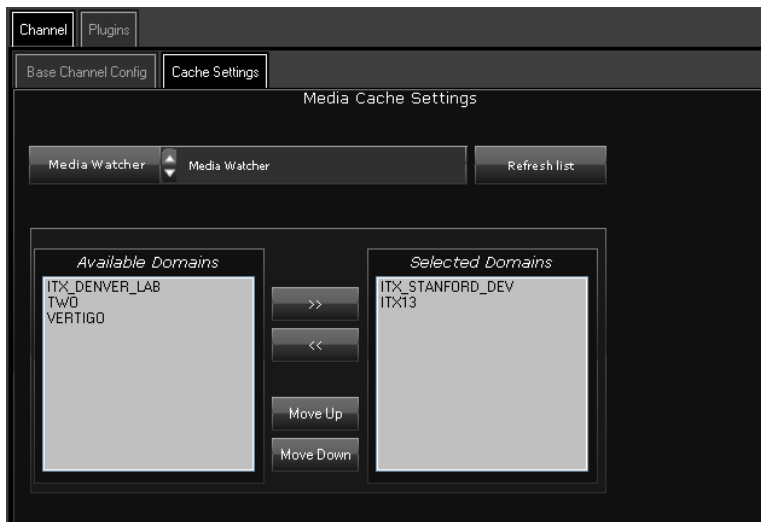 Channel Plugins
Base Channel Config Cache Settings
Media Cache Settings
Media Watcher Media Watcher Refresh list
Available Domains Selected Domains
ITX_DENVER_LAB ITX_STANFORD_DEV
TWO ITX13
VERTIGO
>>
<<
Move Up
Move Down